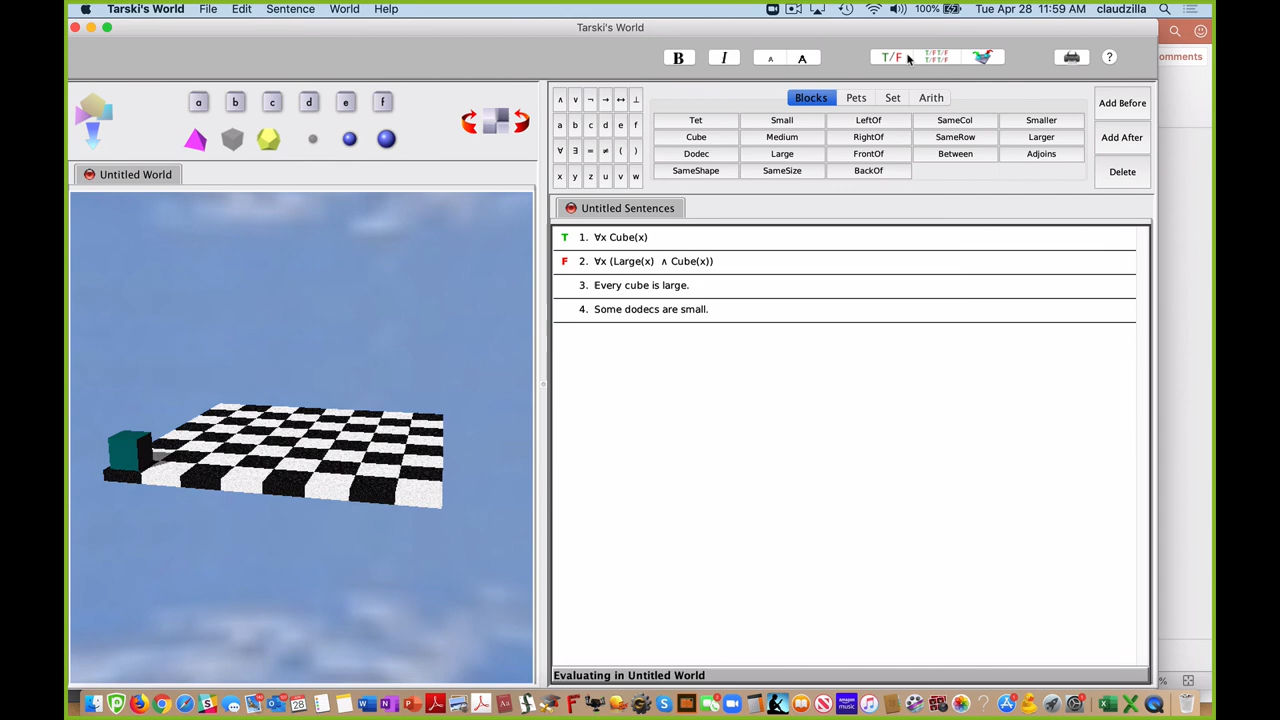 Tarski's World File Edit Sentence World Help 100% Tue Apr 28 11:59 AM claudzilla
Tarski's World
B I A A T/F T/F T/F T/F T/F ?
omments
a b c d e f
∧ ∨ ¬ → ↔ ⊥
a b c d e f
∀ ∃ = ≠ ( )
x y z u v w
Blocks Pets Set Arith
Tet Small LeftOf SameCol Smaller
Cube Medium RightOf SameRow Larger
Dodec Large FrontOf Between Adjoins
SameShape SameSize BackOf
Add Before
Add After
Delete
Untitled World
Untitled Sentences
T 1. ∀x Cube(x)
F 2. ∀x (Large(x) ∧ Cube(x))
3. Every cube is large.
4. Some dodecs are small.
Evaluating in Untitled World
%